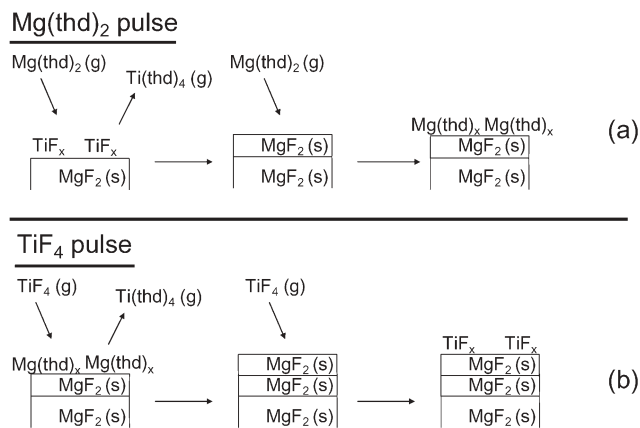 Mg(thd)₂ pulse
Mg(thd)₂ (g) Mg(thd)₂ (g)
Ti(thd)₄ (g)
Mg(thd)ₓ Mg(thd)ₓ
TiFₓ TiFₓ MgF₂ (s) MgF₂ (s) (a)
MgF₂ (s) MgF₂ (s) MgF₂ (s)
TiF₄ pulse
TiF₄ (g) TiF₄ (g)
Ti(thd)₄ (g)
TiFₓ TiFₓ
Mg(thd)ₓ Mg(thd)ₓ MgF₂ (s) MgF₂ (s)
MgF₂ (s) MgF₂ (s) MgF₂ (s) (b)
MgF₂ (s) MgF₂ (s) MgF₂ (s)